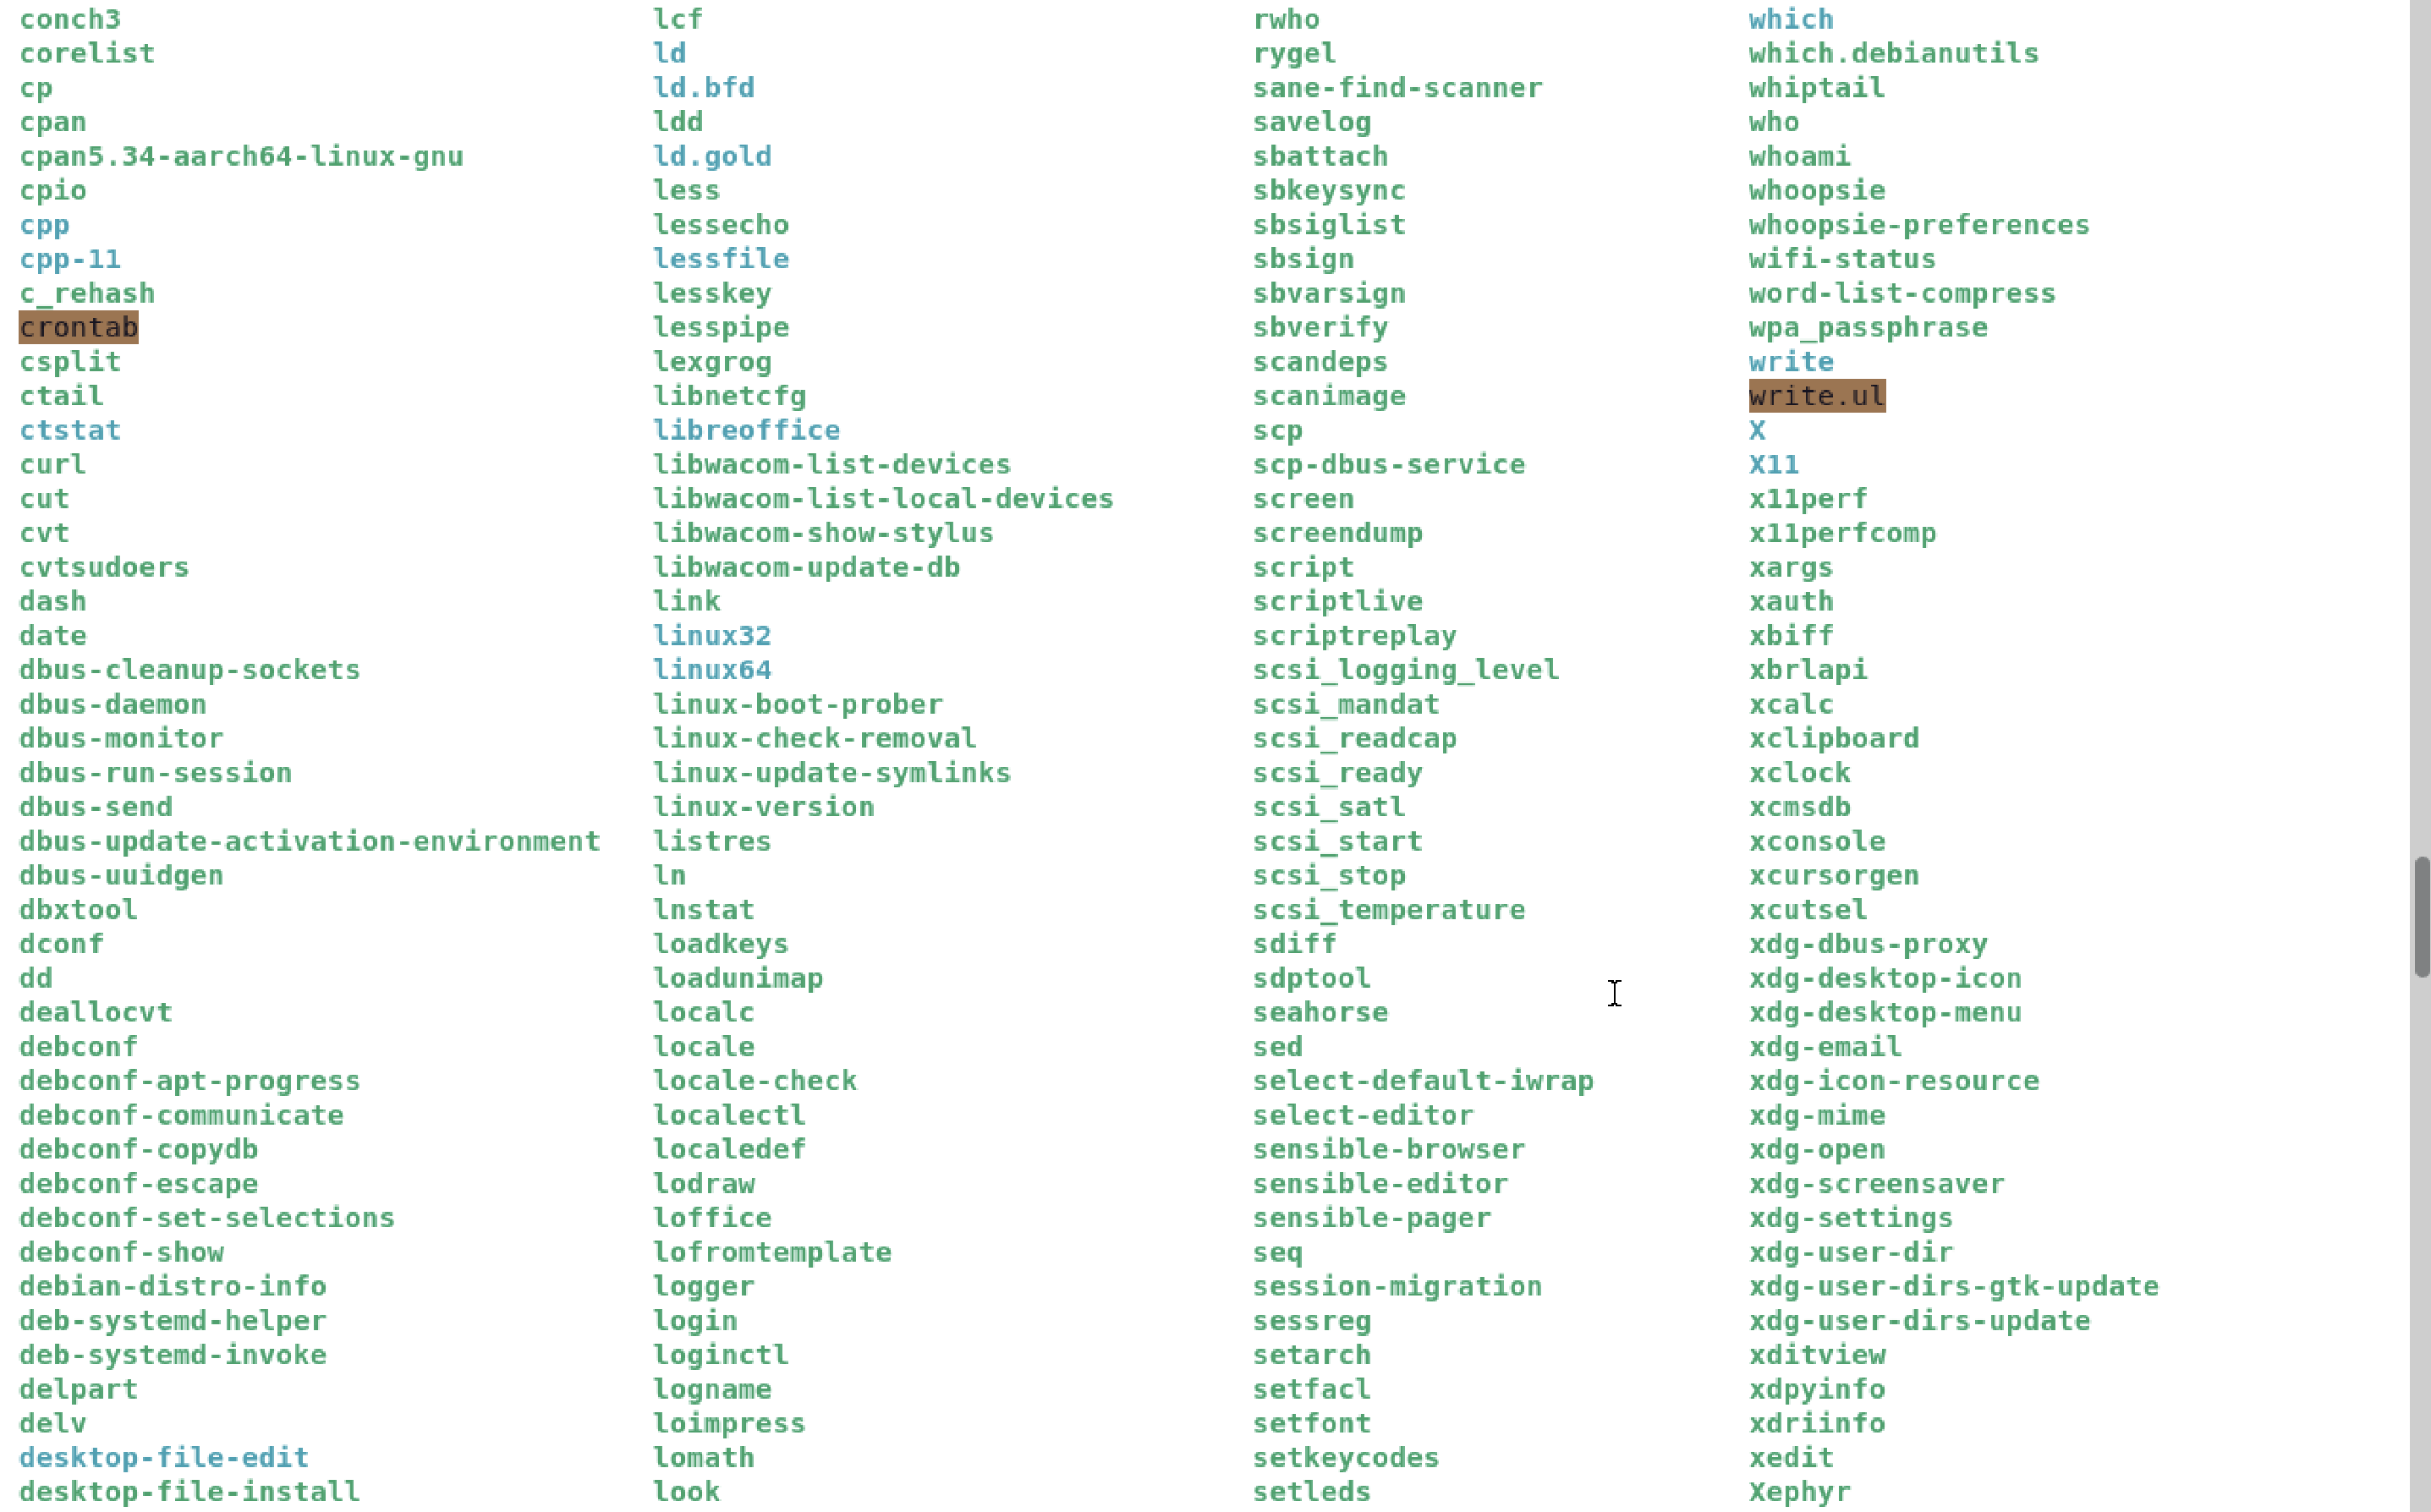 conch3 lcf rwho which
corelist ld rygel which.debianutils
cp ld.bfd sane-find-scanner whiptail
cpan ldd savelog who
cpan5.34-aarch64-linux-gnu ld.gold sbattach whoami
cpio less sbkeysync whoopsie
cpp lessecho sbsiglist whoopsie-preferences
cpp-11 lessfile sbsign wifi-status
c_rehash lesskey sbvarsign word-list-compress
crontab lesspipe sbverify wpa_passphrase
csplit lexgrog scandeps write
ctail libnetcfg scanimage write.ul
ctstat libreoffice scp X
curl libwacom-list-devices scp-dbus-service X11
cut libwacom-list-local-devices screen x11perf
cvt libwacom-show-stylus screendump x11perfcomp
cvtsudoers libwacom-update-db script xargs
dash link scriptlive xauth
date linux32 scriptreplay xbiff
dbus-cleanup-sockets linux64 scsi_logging_level xbrlapi
dbus-daemon linux-boot-prober scsi_mandat xcalc
dbus-monitor linux-check-removal scsi_readcap xclipboard
dbus-run-session linux-update-symlinks scsi_ready xclock
dbus-send linux-version scsi_satl xcmsdb
dbus-update-activation-environment listres scsi_start xconsole
dbus-uuidgen ln scsi_stop xcursorgen
dbxtool lnstat scsi_temperature xcutsel
dconf loadkeys sdiff xdg-dbus-proxy
dd loadunimap sdptool xdg-desktop-icon
deallocvt localc seahorse xdg-desktop-menu
debconf locale sed xdg-email
debconf-apt-progress locale-check select-default-iwrap xdg-icon-resource
debconf-communicate localectl select-editor xdg-mime
debconf-copydb localedef sensible-browser xdg-open
debconf-escape lodraw sensible-editor xdg-screensaver
debconf-set-selections loffice sensible-pager xdg-settings
debconf-show lofromtemplate seq xdg-user-dir
debian-distro-info logger session-migration xdg-user-dirs-gtk-update
deb-systemd-helper login sessreg xdg-user-dirs-update
deb-systemd-invoke loginctl setarch xditview
delpart logname setfacl xdpyinfo
delv loimpress setfont xdriinfo
desktop-file-edit lomath setkeycodes xedit
desktop-file-install look setleds Xephyr